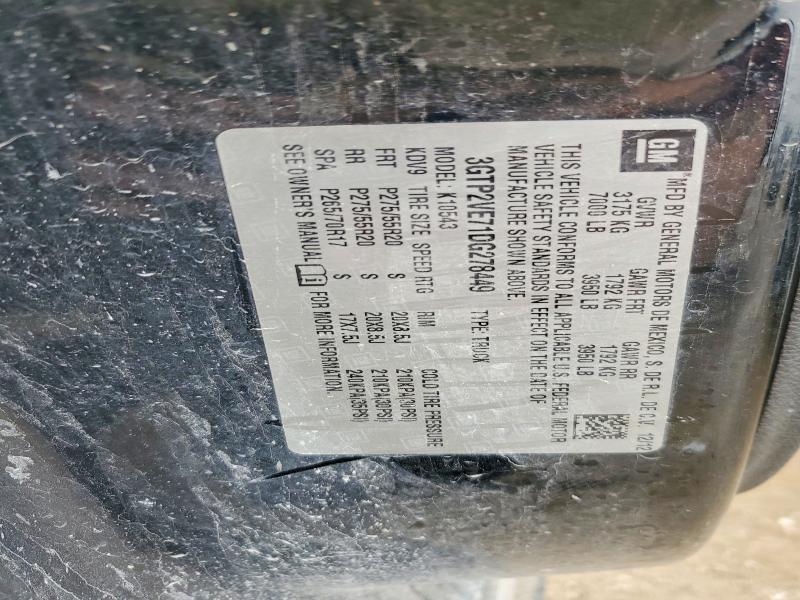 GM
® MFD BY GENERAL MOTORS DE MEXICO, S. DE R.L. DE C.V. 12/12
GVWR GAWR FRT GAWR RR
3175 KG 1792 KG 1792 KG
7000 LB 3950 LB 3950 LB
THIS VEHICLE CONFORMS TO ALL APPLICABLE U.S. FEDERAL MOTOR
VEHICLE SAFETY STANDARDS IN EFFECT ON THE DATE OF
MANUFACTURE SHOWN ABOVE.
3GTP2VE71DG278449 TYPE: TRUCK
MODEL: K10543
KDV9 TIRE SIZE SPEED RTG RIM COLD TIRE PRESSURE
FRT P275/55R20 S 20X8.5J 210KPA(30PSI)
RR P275/55R20 S 20X8.5J 210KPA(30PSI)
SPA P265/70R17 S 17X7.5J 240KPA(35PSI)
SEE OWNER'S MANUAL FOR MORE INFORMATION.